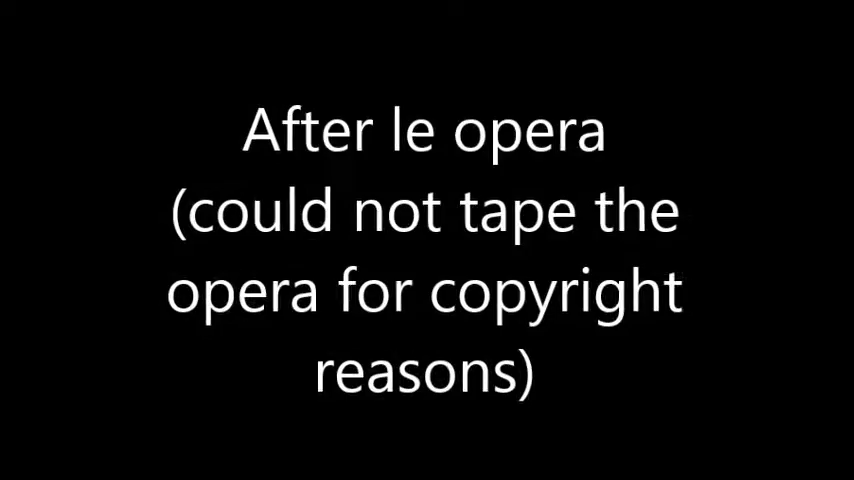 After le opera
(could not tape the
opera for copyright
reasons)